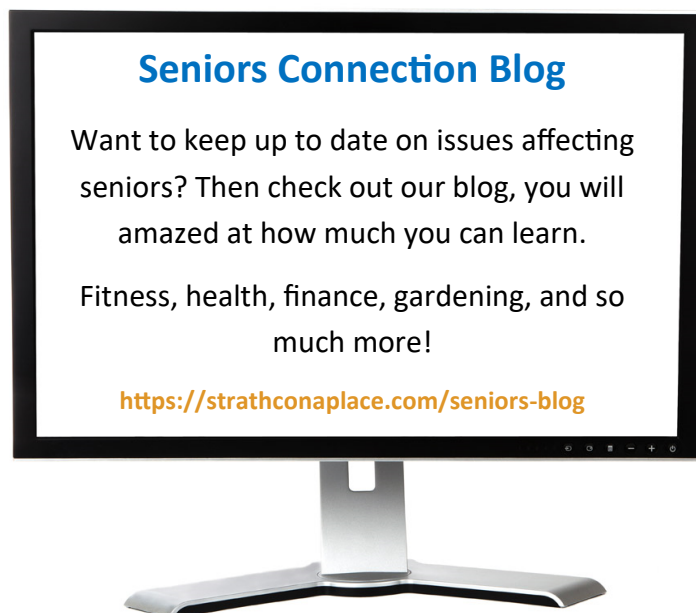 Seniors Connection Blog
Want to keep up to date on issues affecting
seniors? Then check out our blog, you will
amazed at how much you can learn.
Fitness, health, finance, gardening, and so
much more!
https://strathconaplace.com/seniors-blog